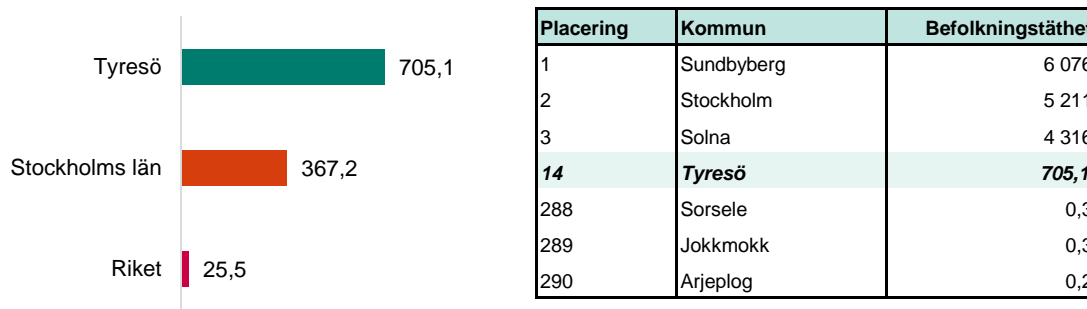 Tyresö 705,1
Stockholms län 367,2
Riket 25,5
Placering Kommun Befolkningstäthet
1 Sundbyberg 6 076
2 Stockholm 5 211
3 Solna 4 316
14 Tyresö 705,1
288 Sorsele 0,3
289 Jokkmokk 0,3
290 Arjeplog 0,2